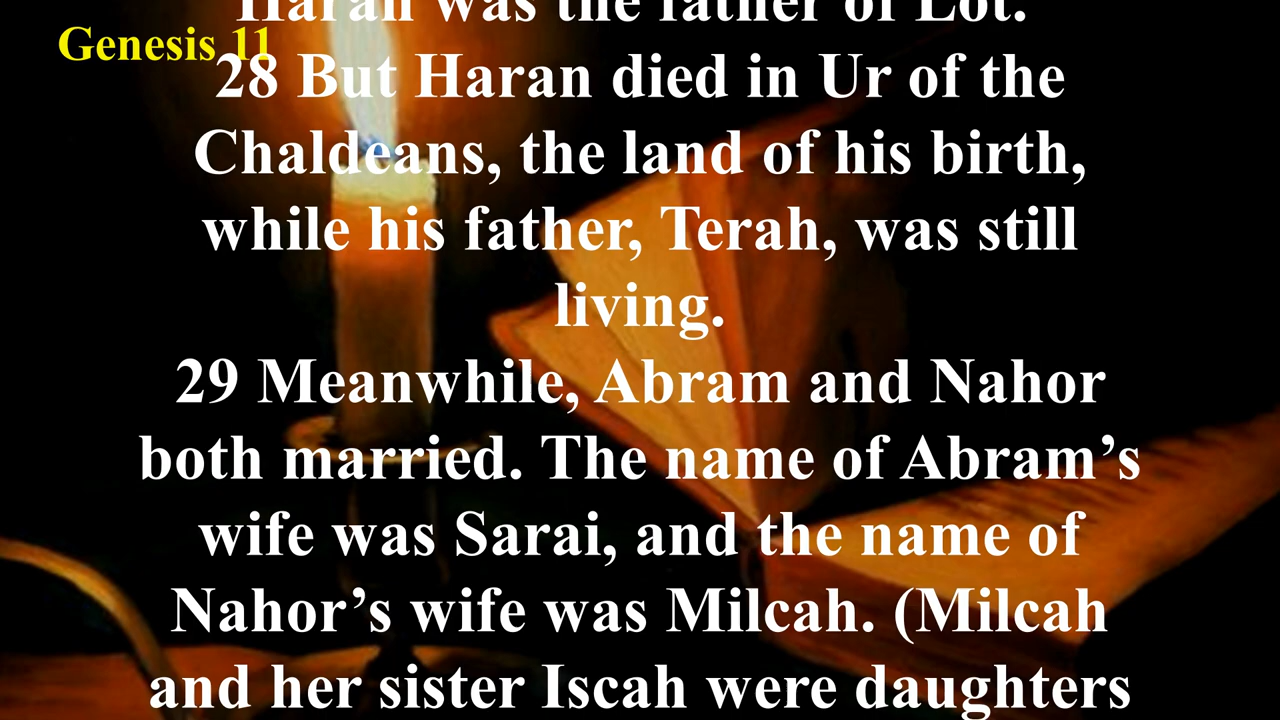 Haran was the father of Lot.
Genesis 11
28 But Haran died in Ur of the
Chaldeans, the land of his birth,
while his father, Terah, was still
living.
29 Meanwhile, Abram and Nahor
both married. The name of Abram’s
wife was Sarai, and the name of
Nahor’s wife was Milcah. (Milcah
and her sister Iscah were daughters